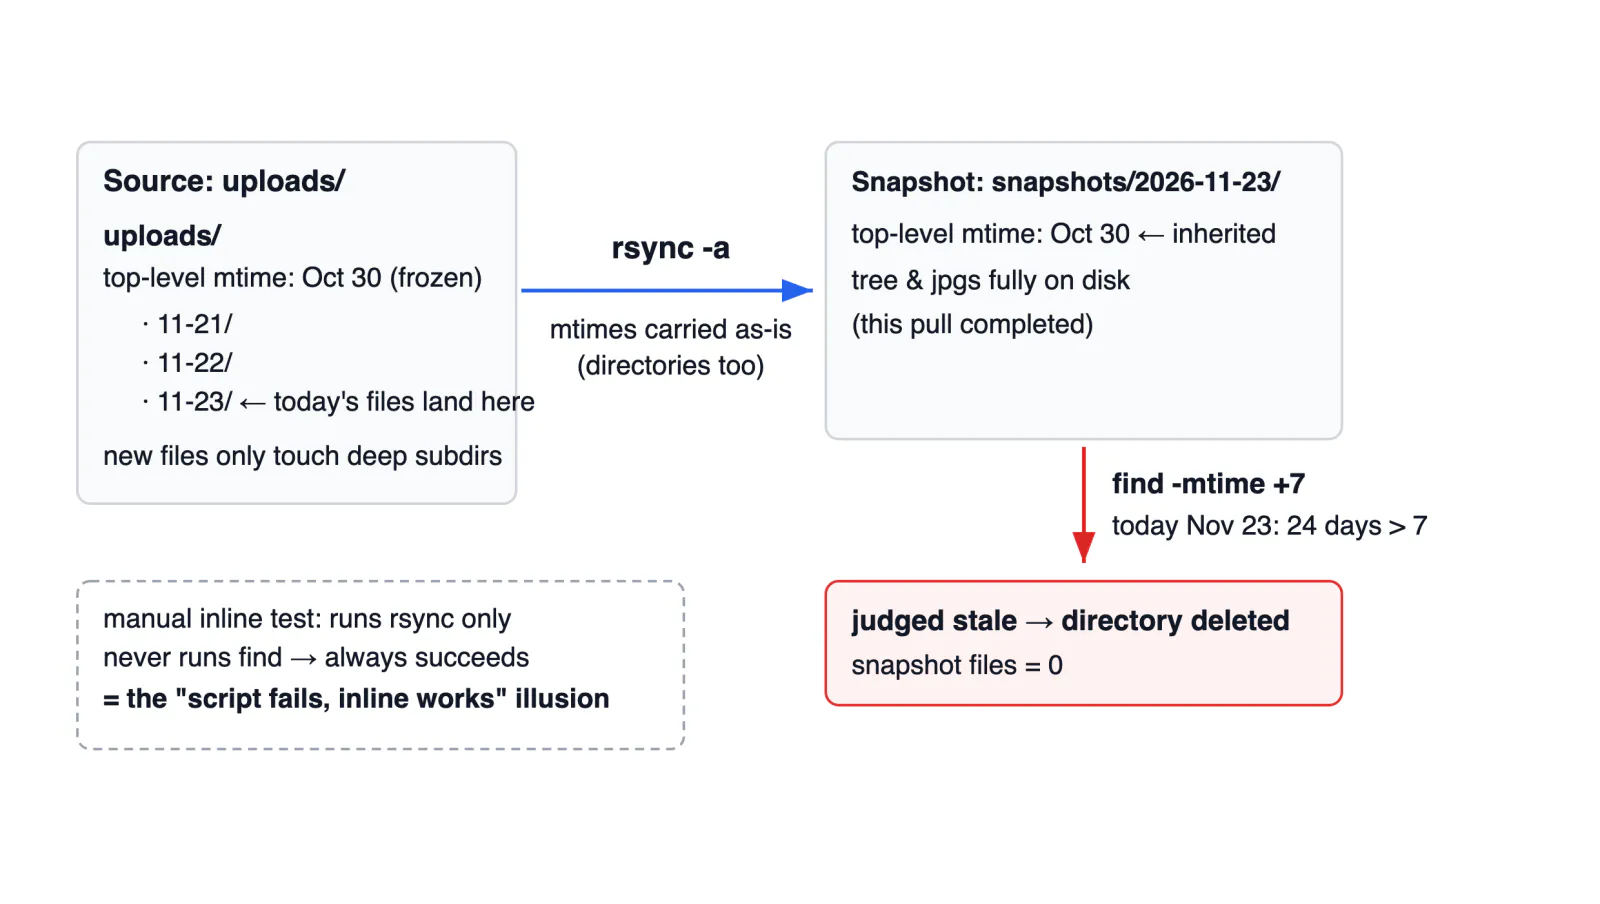 Source: uploads/
uploads/
top-level mtime: Oct 30 (frozen)
· 11-21/
· 11-22/
· 11-23/ ← today's files land here
new files only touch deep subdirs
rsync -a
mtimes carried as-is
(directories too)
Snapshot: snapshots/2026-11-23/
top-level mtime: Oct 30 ← inherited
tree & jpgs fully on disk
(this pull completed)
find -mtime +7
today Nov 23: 24 days > 7
manual inline test: runs rsync only
never runs find → always succeeds
= the "script fails, inline works" illusion
judged stale → directory deleted
snapshot files = 0